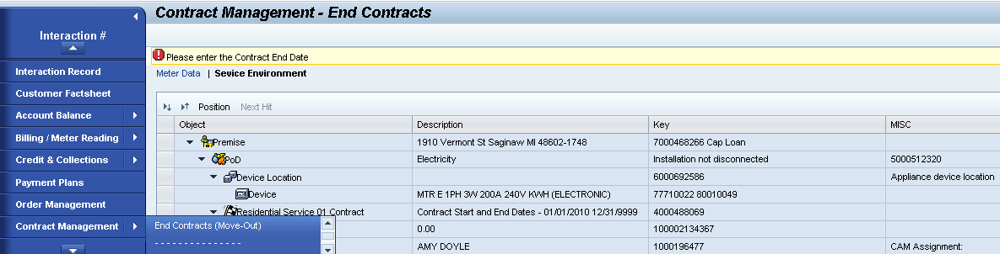 Contract Management - End Contracts
Interaction #
Please enter the Contract End Date
Meter Data | Sevice Environment
Interaction Record
Customer Factsheet
Account Balance
Billing / Meter Reading
Credit & Collections
Payment Plans
Order Management
Contract Management
Position Next Hit
Object Description Key MISC
Premise 1910 Vermont St Saginaw MI 48602-1748 7000468266 Cap Loan
PoD Electricity Installation not disconnected 5000512320
Device Location 6000692586 Appliance device location
Device MTR E 1PH 3W 200A 240V KWH (ELECTRONIC) 77710022 80010049
Residential Service 01 Contract Contract Start and End Dates - 01/01/2010 12/31/9999 4000488069
End Contracts (Move-Out) 0.00 100002134367
- - - - - - - - - - - - - - - AMY DOYLE 1000196477 CAM Assignment: